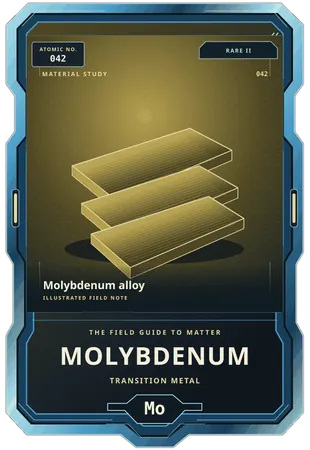 ATOMIC NO.
042
RARE II
MATERIAL STUDY
042
Molybdenum alloy
ILLUSTRATED FIELD NOTE
THE FIELD GUIDE TO MATTER
MOLYBDENUM
TRANSITION METAL
Mo